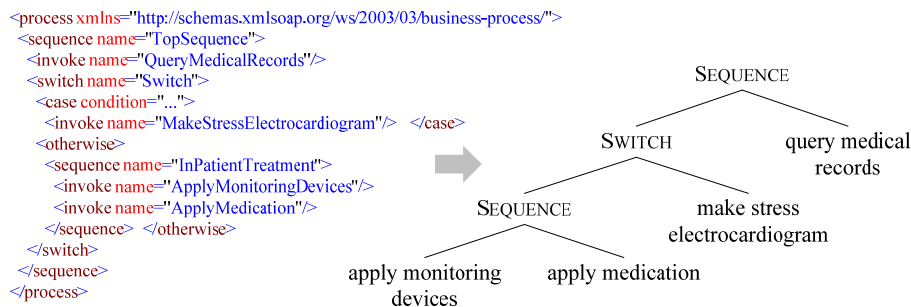 <process xmlns="http://schemas.xmlsoap.org/ws/2003/03/business-process/">
<sequence name="TopSequence">
<invoke name="QueryMedicalRecords"/>
<switch name="Switch">
<case condition="...">
<invoke name="MakeStressElectrocardiogram"/> </case>
<otherwise>
<sequence name="InPatientTreatment">
<invoke name="ApplyMonitoringDevices"/>
<invoke name="ApplyMedication"/>
</sequence> </otherwise>
</switch>
</sequence>
</process>
SEQUENCE
SWITCH
query medical
records
SEQUENCE
make stress
electrocardiogram
apply monitoring
devices
apply medication